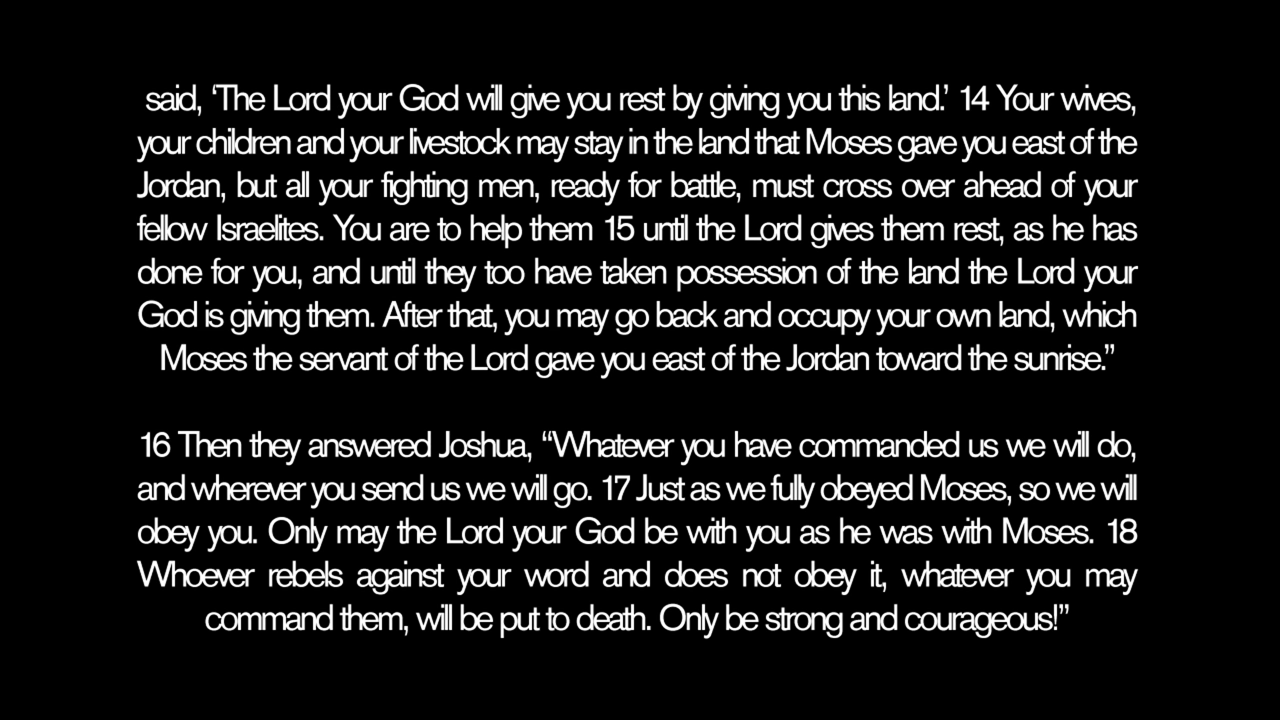 said, ‘The Lord your God will give you rest by giving you this land.’ 14 Your wives,
your children and your livestock may stay in the land that Moses gave you east of the
Jordan, but all your fighting men, ready for battle, must cross over ahead of your
fellow Israelites. You are to help them 15 until the Lord gives them rest, as he has
done for you, and until they too have taken possession of the land the Lord your
God is giving them. After that, you may go back and occupy your own land, which
Moses the servant of the Lord gave you east of the Jordan toward the sunrise.”
16 Then they answered Joshua, “Whatever you have commanded us we will do,
and wherever you send us we will go. 17 Just as we fully obeyed Moses, so we will
obey you. Only may the Lord your God be with you as he was with Moses. 18
Whoever rebels against your word and does not obey it, whatever you may
command them, will be put to death. Only be strong and courageous!”